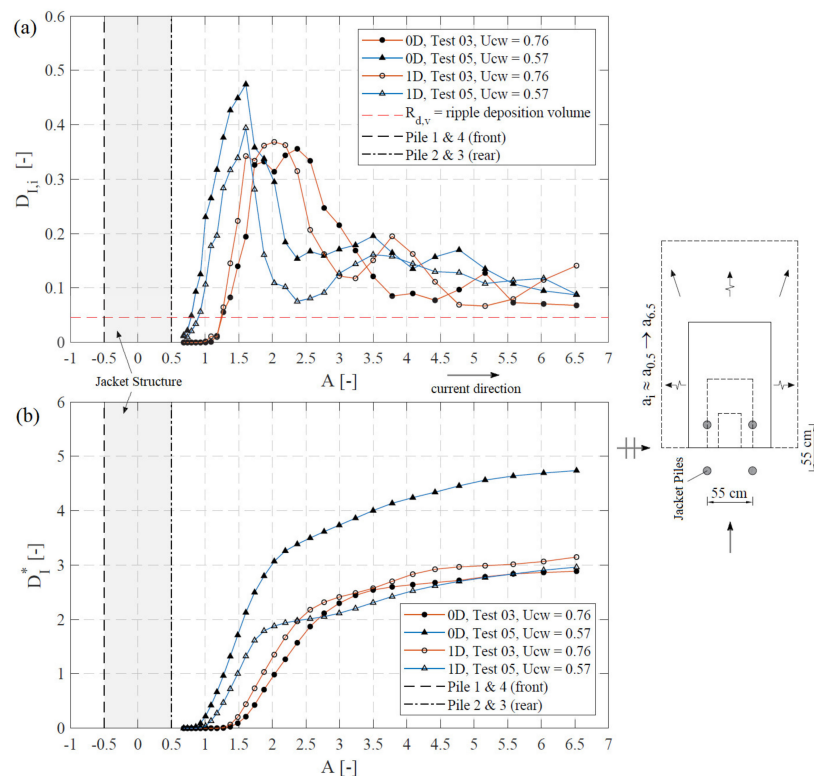 (a)
0.6
0.5
0.4
0.3
0.2
0.1
0
D_I,i [-]
0D, Test 03, Ucw = 0.76
0D, Test 05, Ucw = 0.57
1D, Test 03, Ucw = 0.76
1D, Test 05, Ucw = 0.57
R_d,v = ripple deposition volume
Pile 1 & 4 (front)
Pile 2 & 3 (rear)
-1 -0.5 0 0.5 1 1.5 2 2.5 3 3.5 4 4.5 5 5.5 6 6.5 7
Jacket Structure
A [-]
current direction
(b)
6
5
4
3
2
1
0
D_I^* [-]
0D, Test 03, Ucw = 0.76
0D, Test 05, Ucw = 0.57
1D, Test 03, Ucw = 0.76
1D, Test 05, Ucw = 0.57
Pile 1 & 4 (front)
Pile 2 & 3 (rear)
-1 -0.5 0 0.5 1 1.5 2 2.5 3 3.5 4 4.5 5 5.5 6 6.5 7
A [-]
a_i ≈ a_0.5 → a_6.5
55 cm
Jacket Piles
55 cm